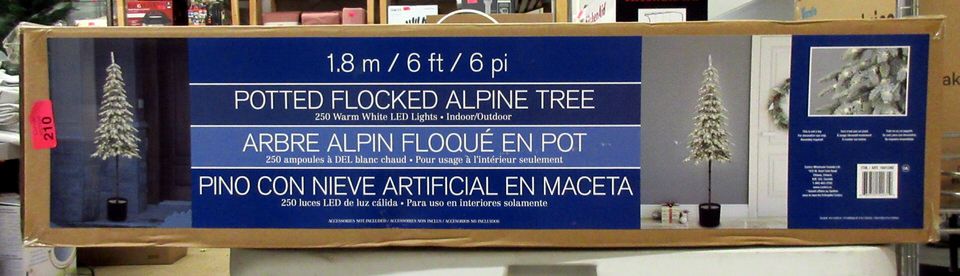 1.8 m / 6 ft / 6 pi
POTTED FLOCKED ALPINE TREE
250 Warm White LED Lights • Indoor/Outdoor
ARBRE ALPIN FLOQUÉ EN POT
250 ampoules à DEL blanc chaud • Pour usage à l'intérieur seulement
PINO CON NIEVE ARTIFICIAL EN MACETA
250 luces LED de luz cálida • Para uso en interiores solamente
ACCESSORIES NOT INCLUDED / ACCESSOIRES NON INCLUS / ACCESORIOS NO INCLUIDOS
210